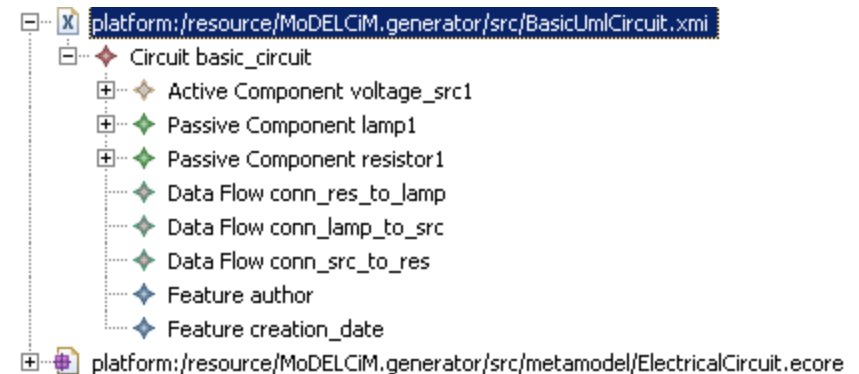 platform:/resource/MoDELCiM.generator/src/BasicUmlCircuit.xmi
Circuit basic_circuit
Active Component voltage_src1
Passive Component lamp1
Passive Component resistor1
Data Flow conn_res_to_lamp
Data Flow conn_lamp_to_src
Data Flow conn_src_to_res
Feature author
Feature creation_date
platform:/resource/MoDELCiM.generator/src/metamodel/ElectricalCircuit.ecore